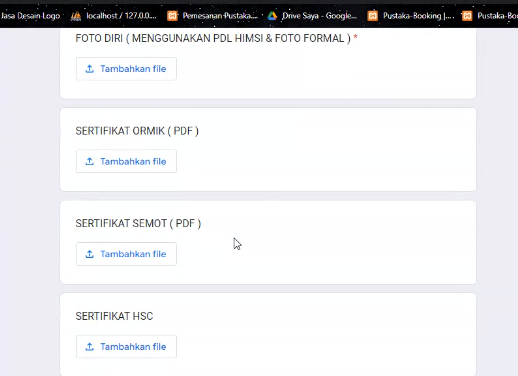 Jasa Desain Logo
localhost / 127.0.0....
Pemesanan Pustaka....
Drive Saya - Google...
Pustaka-Booking |....
Pustaka-Boo
FOTO DIRI ( MENGGUNAKAN PDL HIMSI & FOTO FORMAL ) *
Tambahkan file
SERTIFIKAT ORMIK ( PDF )
Tambahkan file
SERTIFIKAT SEMOT ( PDF )
Tambahkan file
SERTIFIKAT HSC
Tambahkan file